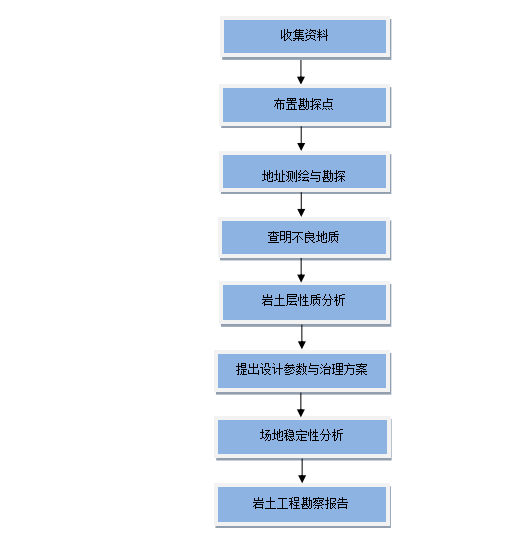 收集资料
布置勘探点
地址测绘与勘探
查明不良地质
岩土层性质分析
提出设计参数与治理方案
场地稳定性分析
岩土工程勘察报告